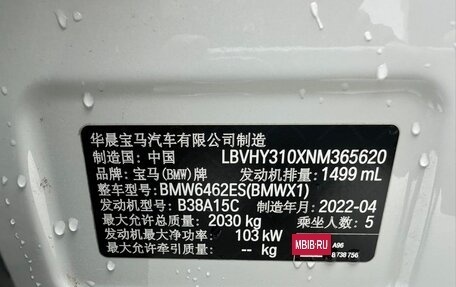 华晨宝马汽车有限公司制造
制造国：中国 LBVHY310XNM365620
品牌：宝马(BMW)牌 发动机排量：1499 mL
整车型号：BMW6462ES(BMWX1)
发动机型号：B38A15C 制造年月：2022-04
最大允许总质量：2030 kg 乘坐人数：5
发动机最大净功率：103 kW
最大允许牵引质量：-- kg
MBIB.RU
A96
8 738 756